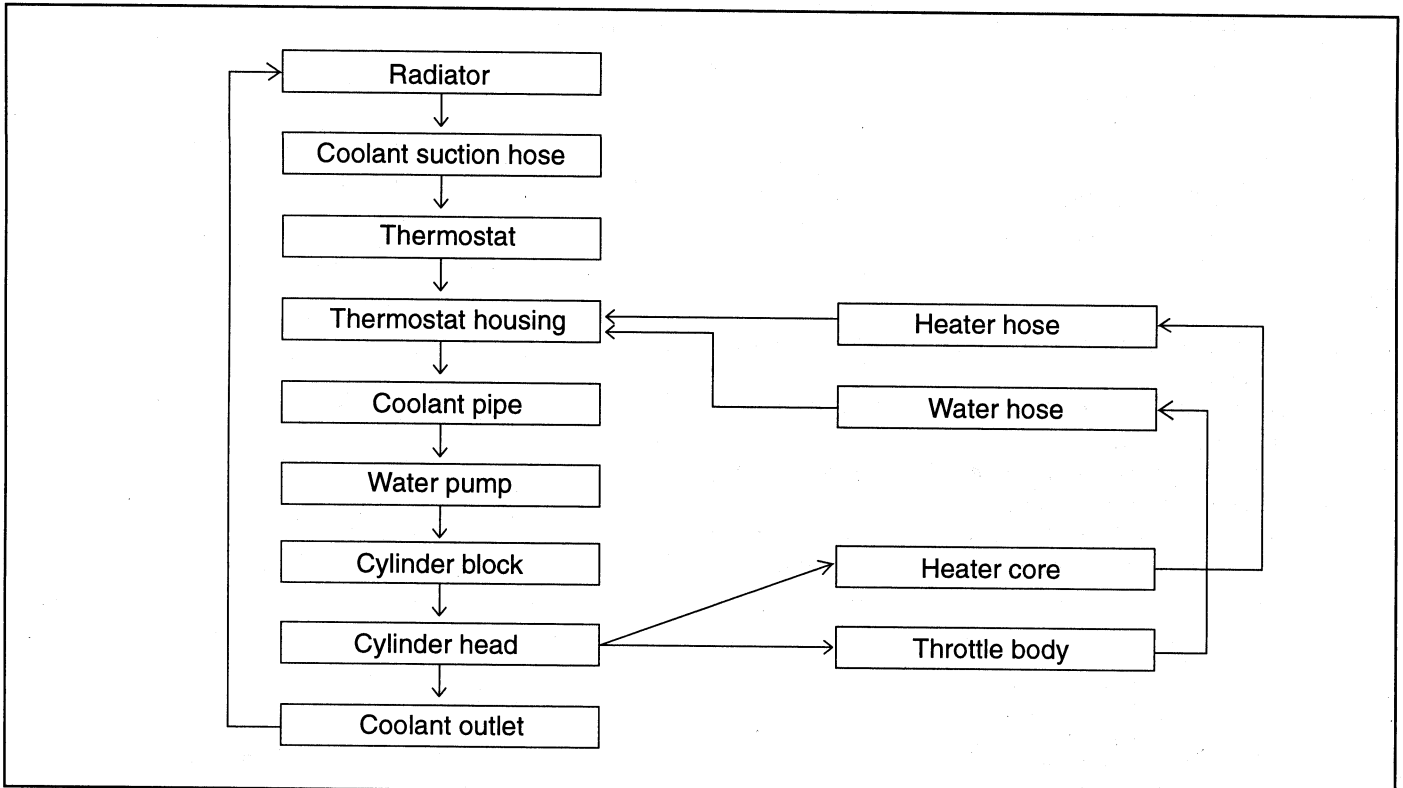 Radiator
Coolant suction hose
Thermostat
Thermostat housing
Coolant pipe
Water pump
Cylinder block
Cylinder head
Coolant outlet
Heater hose
Water hose
Heater core
Throttle body